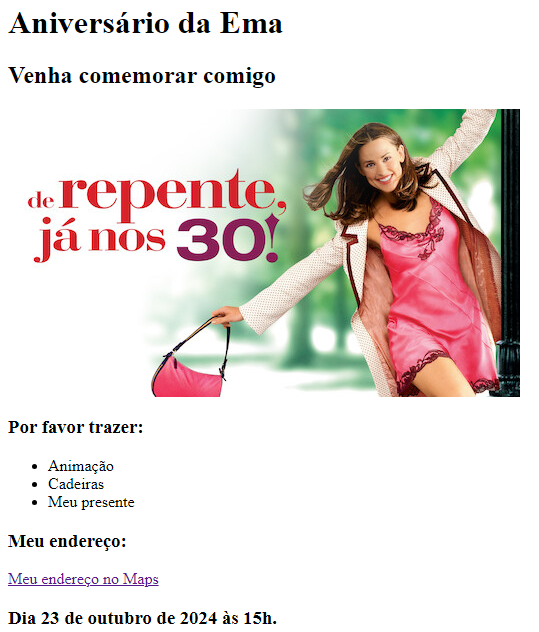 Aniversário da Ema
Venha comemorar comigo
de repente,
já nos 30!
Por favor trazer:
Animação
Cadeiras
Meu presente
Meu endereço:
Meu endereço no Maps
Dia 23 de outubro de 2024 às 15h.